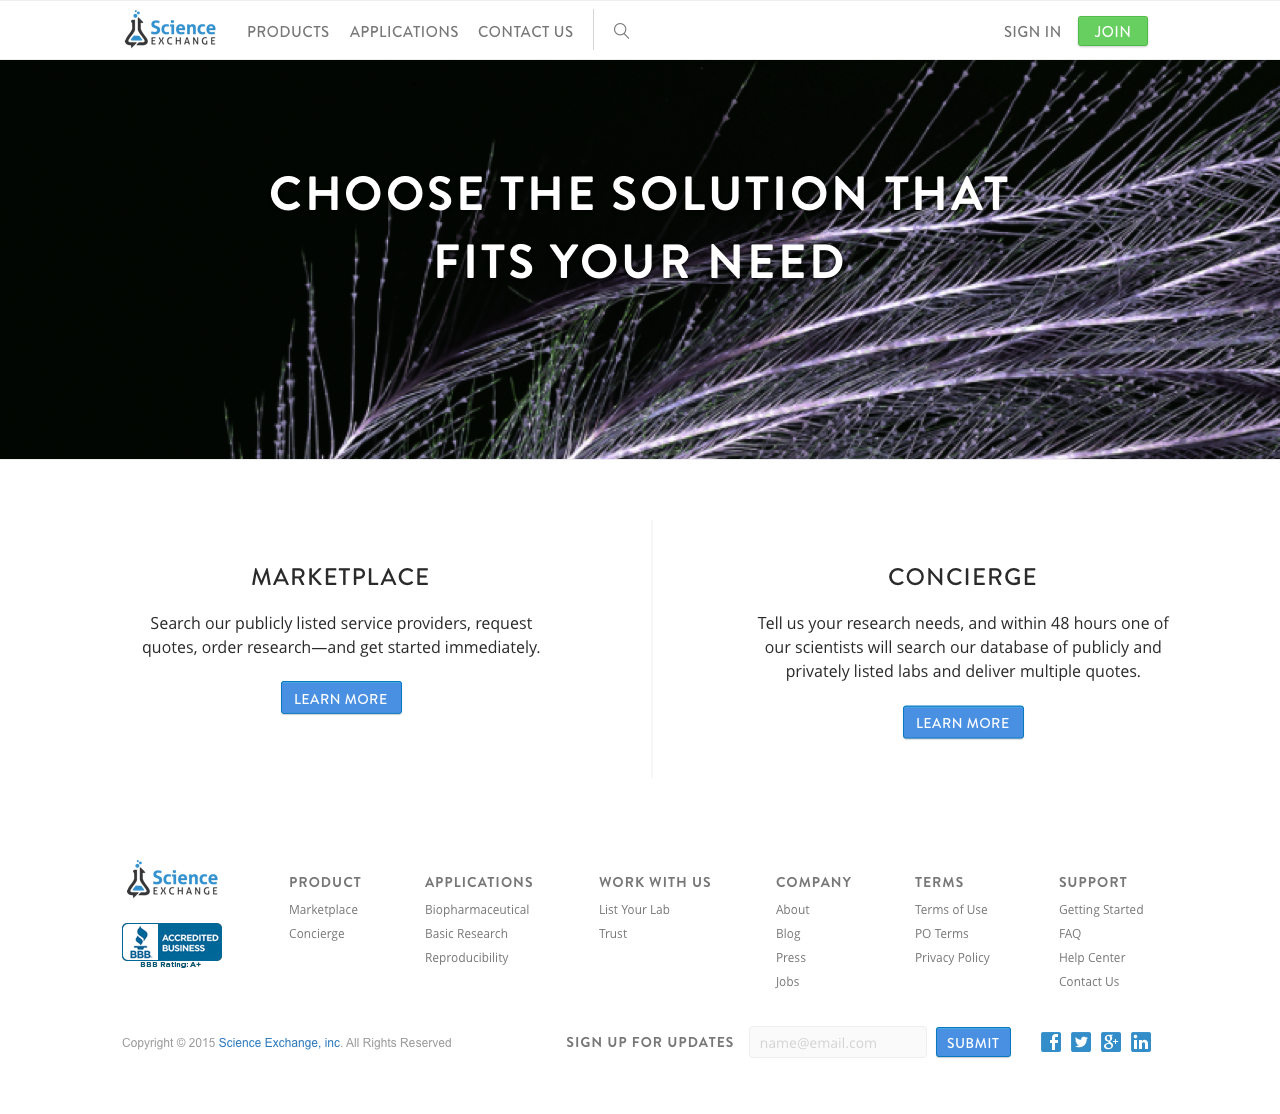 Science
EXCHANGE
PRODUCTS APPLICATIONS CONTACT US SIGN IN JOIN
CHOOSE THE SOLUTION THAT
FITS YOUR NEED
MARKETPLACE
Search our publicly listed service providers, request
quotes, order research—and get started immediately.
LEARN MORE
CONCIERGE
Tell us your research needs, and within 48 hours one of
our scientists will search our database of publicly and
privately listed labs and deliver multiple quotes.
LEARN MORE
Science
EXCHANGE
BBB
ACCREDITED
BUSINESS
BBB Rating: A+
PRODUCT
Marketplace
Concierge
APPLICATIONS
Biopharmaceutical
Basic Research
Reproducibility
WORK WITH US
List Your Lab
Trust
COMPANY
About
Blog
Press
Jobs
TERMS
Terms of Use
PO Terms
Privacy Policy
SUPPORT
Getting Started
FAQ
Help Center
Contact Us
Copyright © 2015 Science Exchange, inc. All Rights Reserved
SIGN UP FOR UPDATES name@email.com SUBMIT